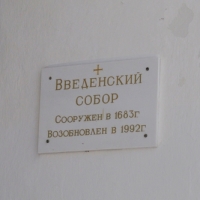 Введенский
собор
Сооружен в 1683г
Возобновлен в 1992г